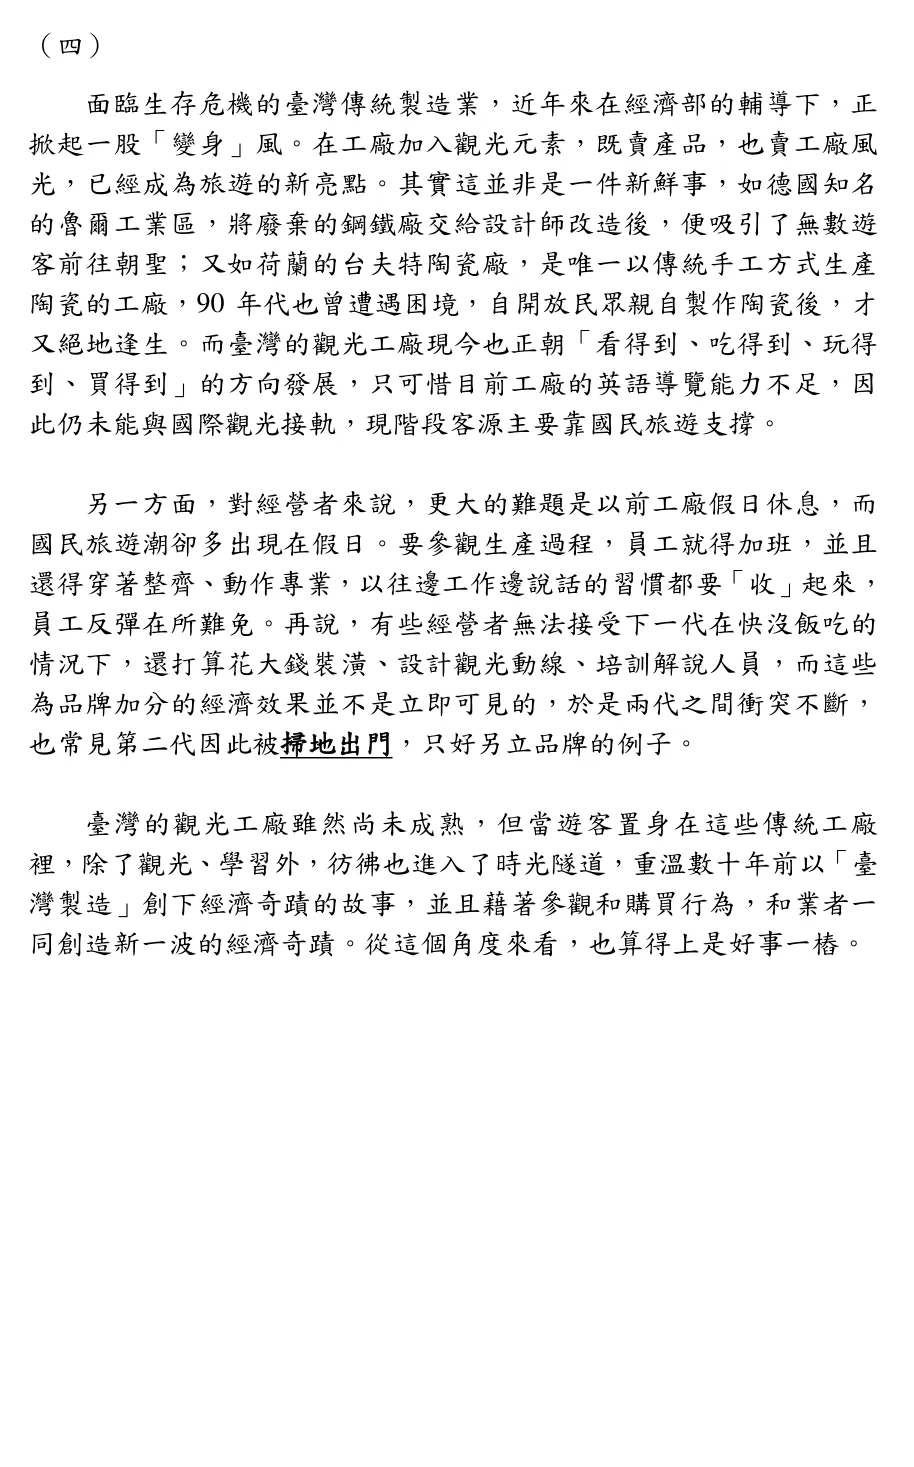 （四）
面臨生存危機的臺灣傳統製造業，近年來在經濟部的輔導下，正
掀起一股「變身」風。在工廠加入觀光元素，既賣產品，也賣工廠風
光，已經成為旅遊的新亮點。其實這並非是一件新鮮事，如德國知名
的魯爾工業區，將廢棄的鋼鐵廠交給設計師改造後，便吸引了無數遊
客前往朝聖；又如荷蘭的台夫特陶瓷廠，是唯一以傳統手工方式生產
陶瓷的工廠，90 年代也曾遭遇困境，自開放民眾親自製作陶瓷後，才
又絕地逢生。而臺灣的觀光工廠現今也正朝「看得到、吃得到、玩得
到、買得到」的方向發展，只可惜目前工廠的英語導覽能力不足，因
此仍未能與國際觀光接軌，現階段客源主要靠國民旅遊支撐。
另一方面，對經營者來說，更大的難題是以前工廠假日休息，而
國民旅遊潮卻多出現在假日。要參觀生產過程，員工就得加班，並且
還得穿著整齊、動作專業，以往邊工作邊說話的習慣都要「收」起來，
員工反彈在所難免。再說，有些經營者無法接受下一代在快沒飯吃的
情況下，還打算花大錢裝潢、設計觀光動線、培訓解說人員，而這些
為品牌加分的經濟效果並不是立即可見的，於是兩代之間衝突不斷，
也常見第二代因此被掃地出門，只好另立品牌的例子。
臺灣的觀光工廠雖然尚未成熟，但當遊客置身在這些傳統工廠
裡，除了觀光、學習外，彷彿也進入了時光隧道，重溫數十年前以「臺
灣製造」創下經濟奇蹟的故事，並且藉著參觀和購買行為，和業者一
同創造新一波的經濟奇蹟。從這個角度來看，也算得上是好事一樁。